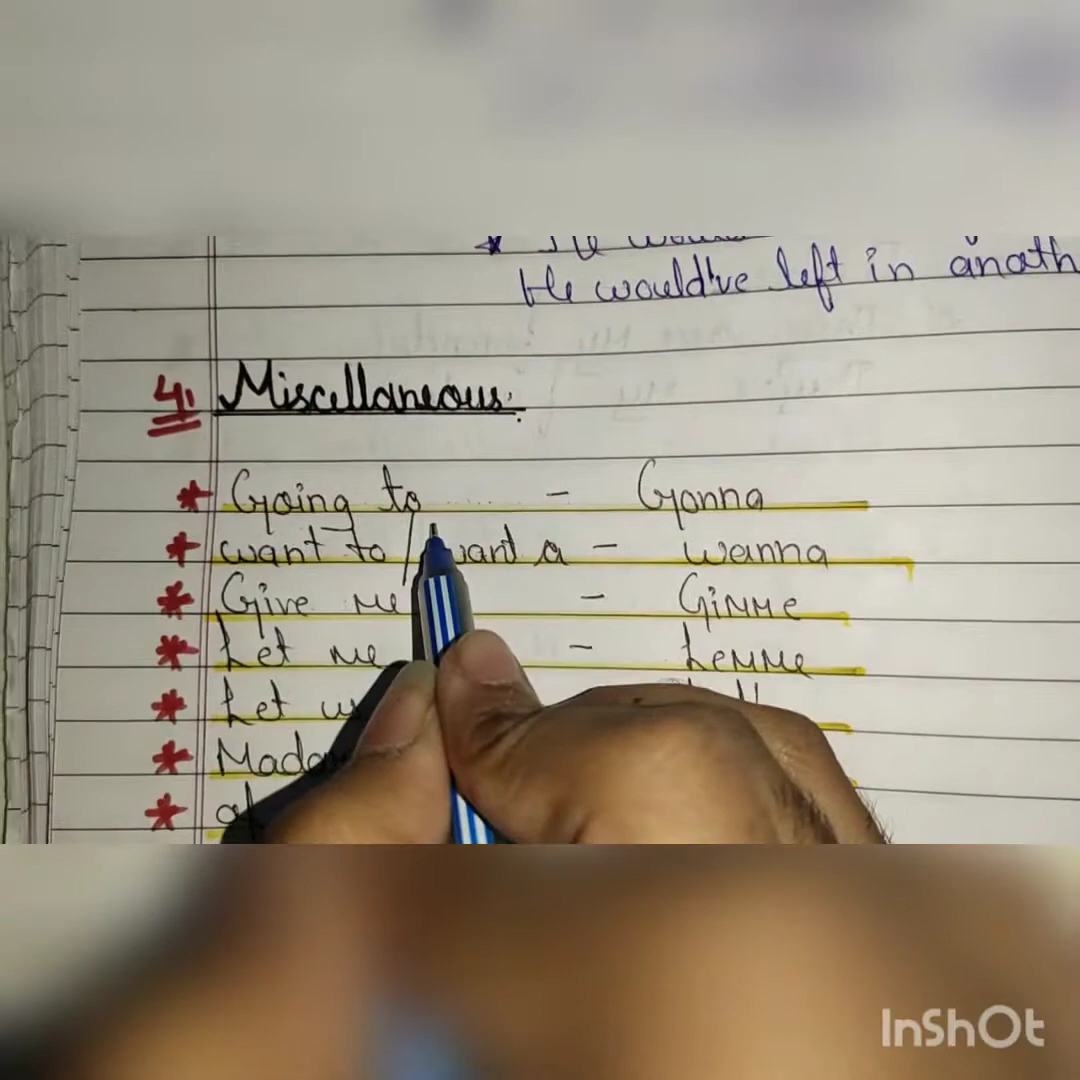 He would've left in anoth
4. Miscellaneous:
* Going to - Gonna
* want to / want a - wanna
* Give me - Gimme
* Let me - Lemme
* Let us
*
*
InShOt